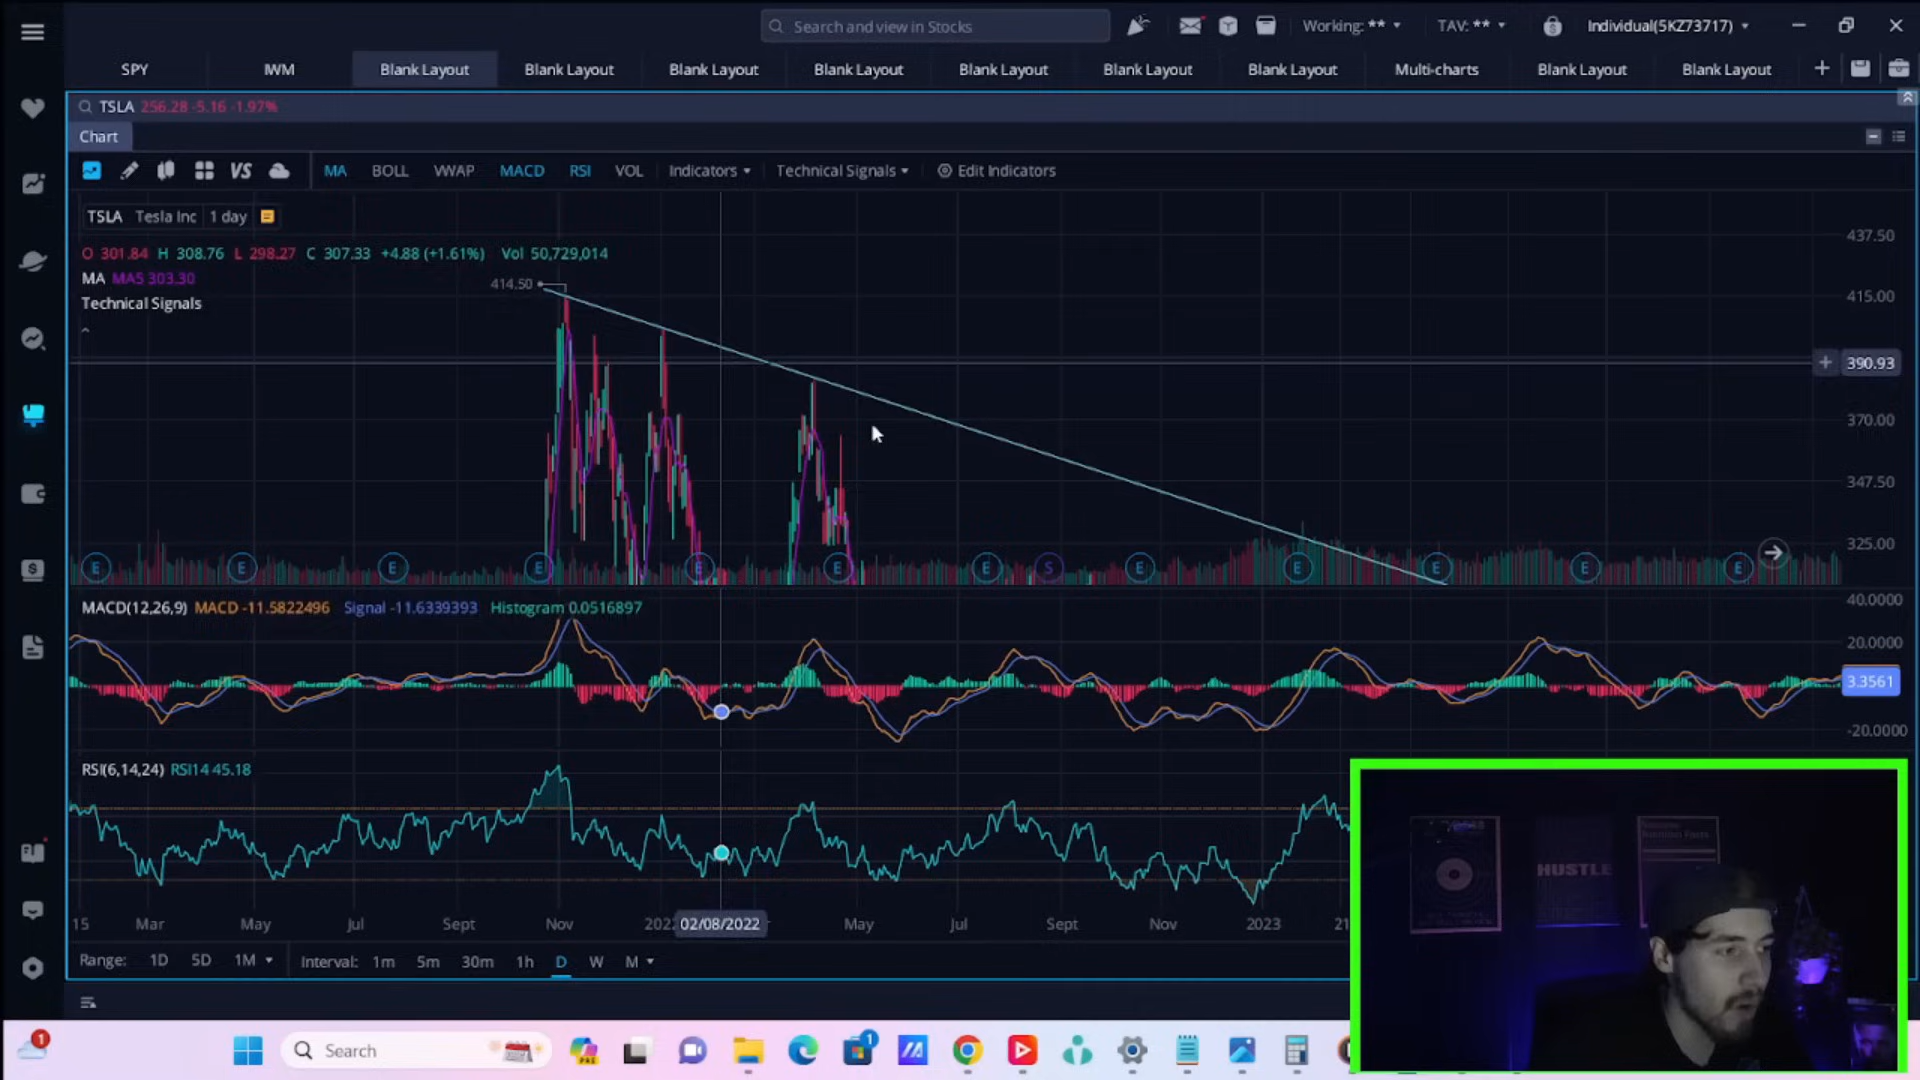 Search and view in Stocks
Working: **
TAV: **
Individual(5KZ73717)
SPY
IWM
Blank Layout
Blank Layout
Blank Layout
Blank Layout
Blank Layout
Blank Layout
Blank Layout
Multi-charts
Blank Layout
Blank Layout
TSLA 256.28 -5.16 -1.97%
Chart
VS
MA
BOLL
VWAP
MACD
RSI
VOL
Indicators
Technical Signals
Edit Indicators
TSLA Tesla Inc 1 day
O 301.84 H 308.76 L 298.27 C 307.33 +4.88 (+1.61%) Vol 50,729,014
MA MA5 303.30
Technical Signals
414.50
437.50
415.00
390.93
370.00
347.50
325.00
E E E E E E E S E E E E E
MACD(12,26,9) MACD -11.5822496 Signal -11.6339393 Histogram 0.0516897
40.0000
20.0000
3.3561
-20.0000
RSI(6,14,24) RSI14 45.18
15 Mar May Jul Sept Nov 202 02/08/2022 May Jul Sept Nov 2023 21
Range: 1D 5D 1M Interval: 1m 5m 30m 1h D W M
HUSTLE
1
Search
PRE
1